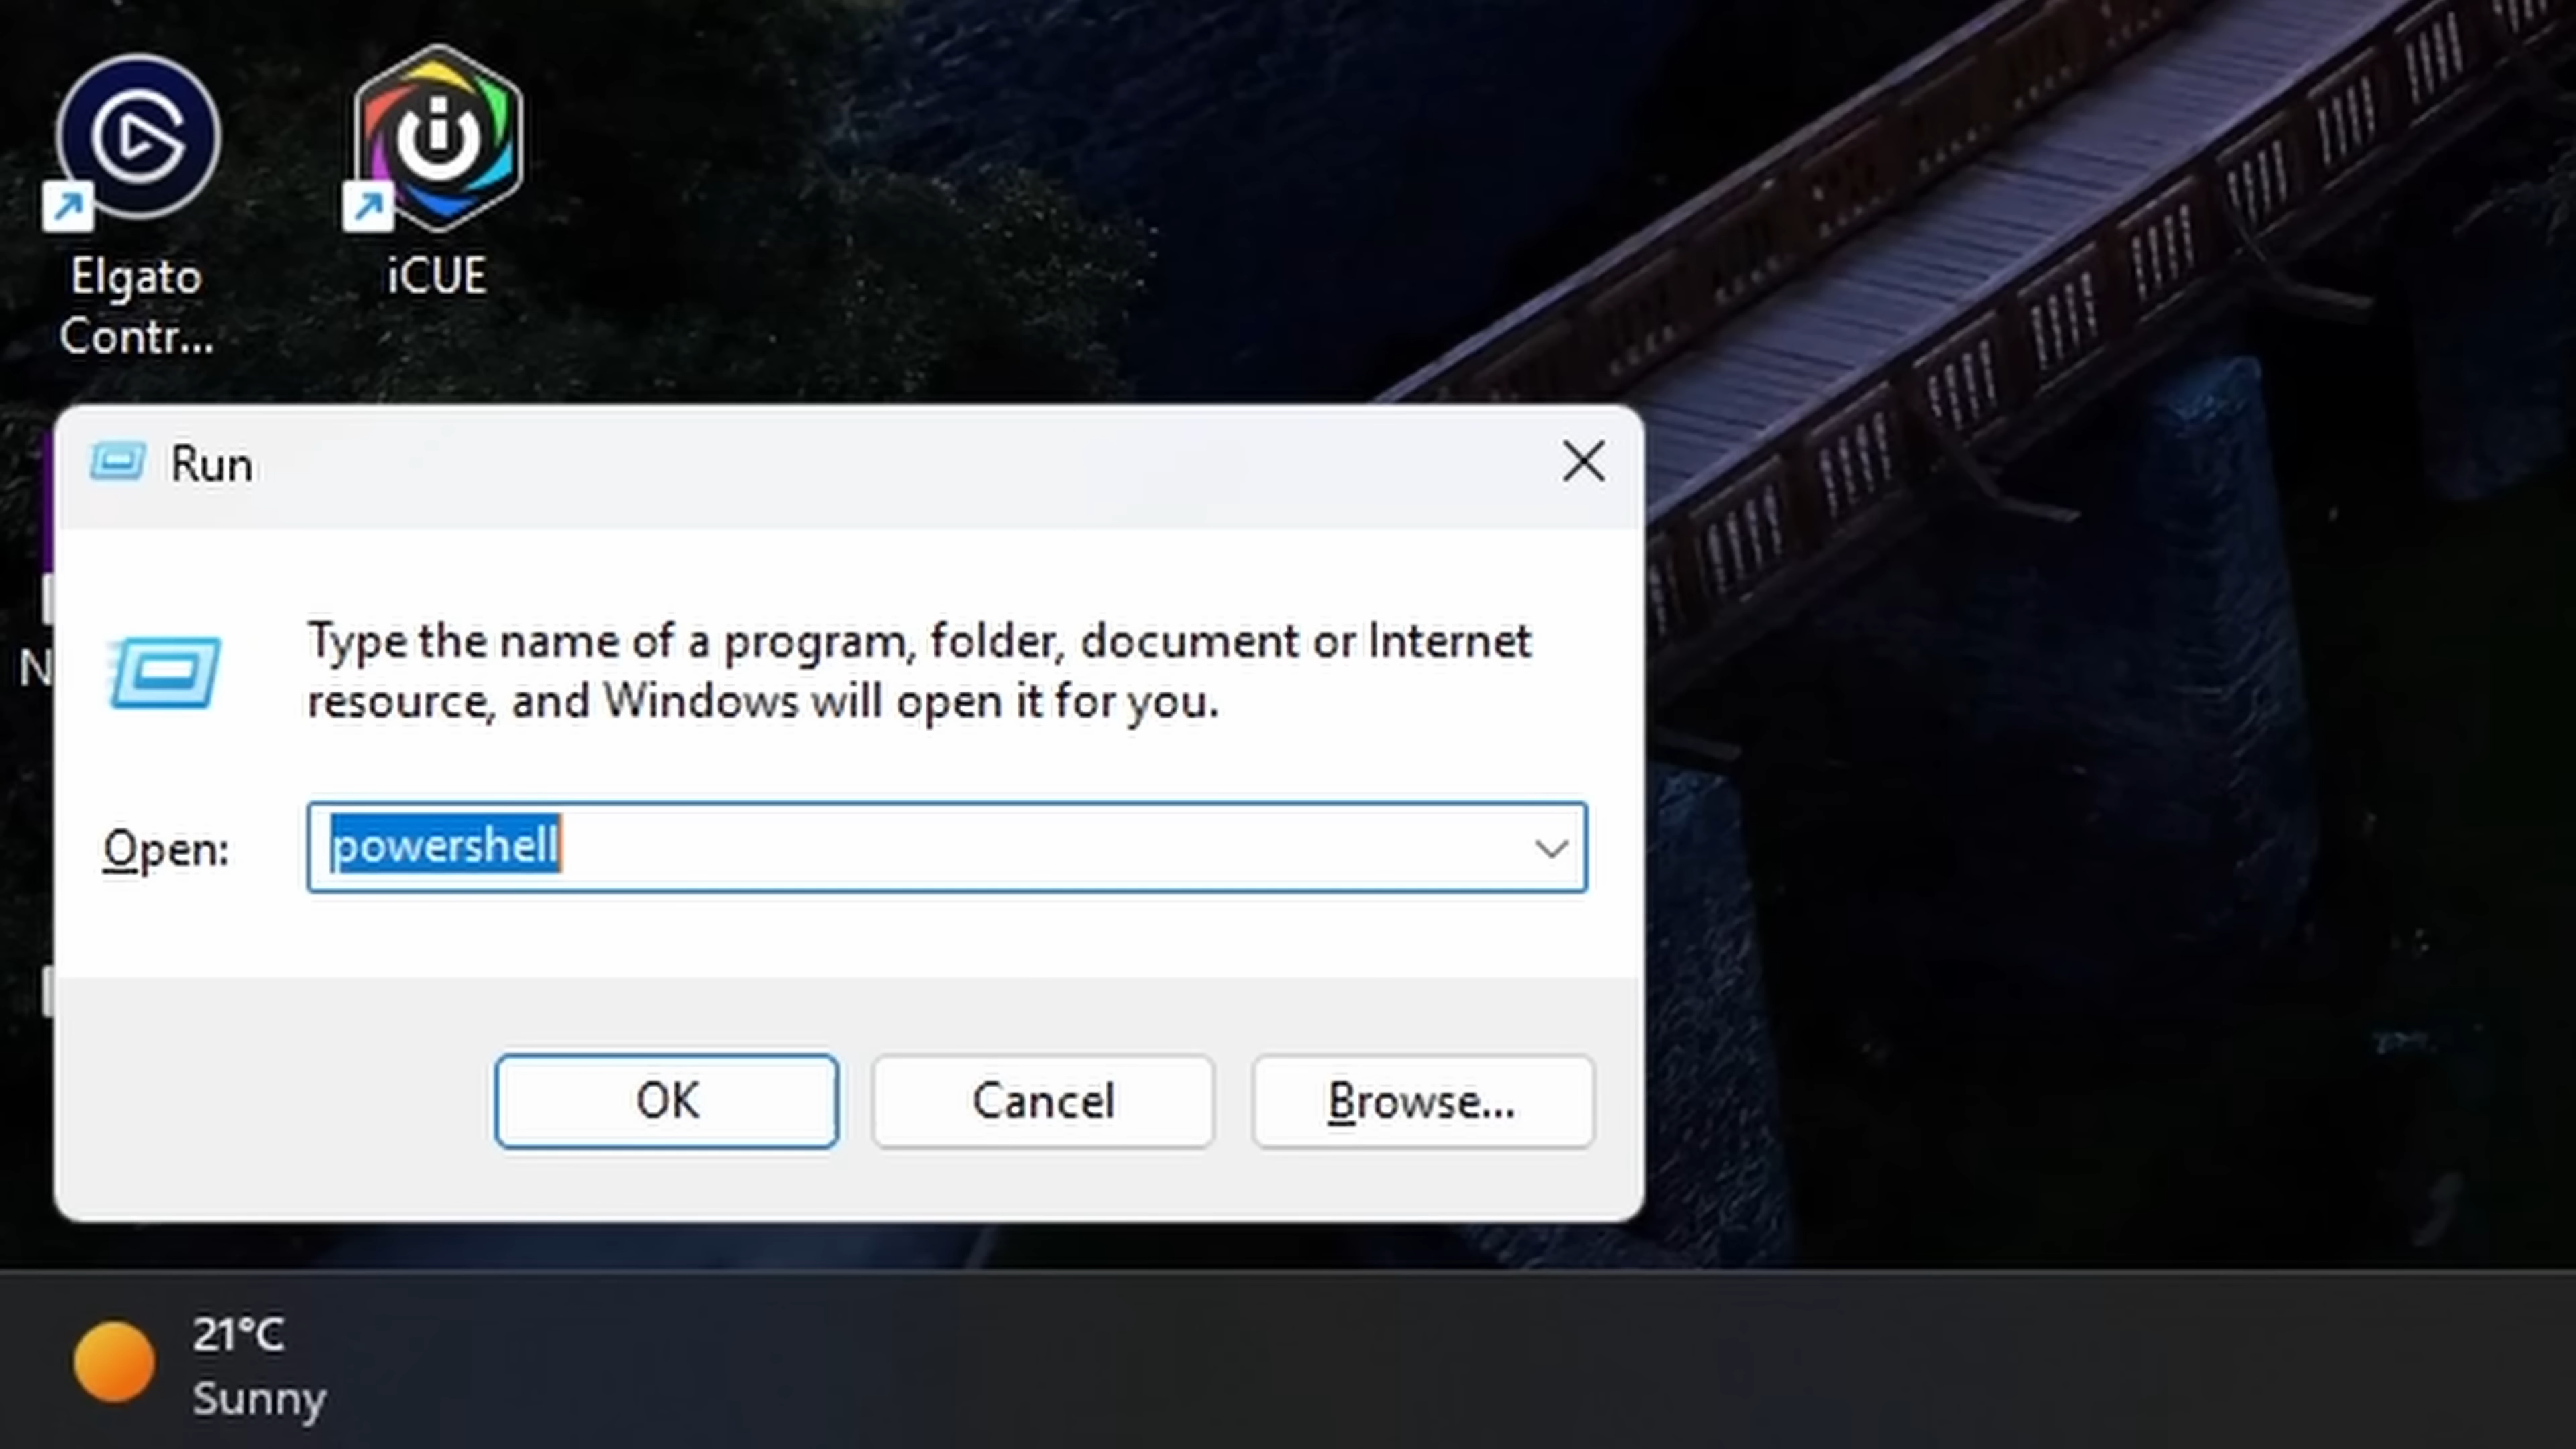 Elgato
Contr...
iCUE
Run
N
Type the name of a program, folder, document or Internet
resource, and Windows will open it for you.
Open:
powershell
OK
Cancel
Browse...
21°C
Sunny